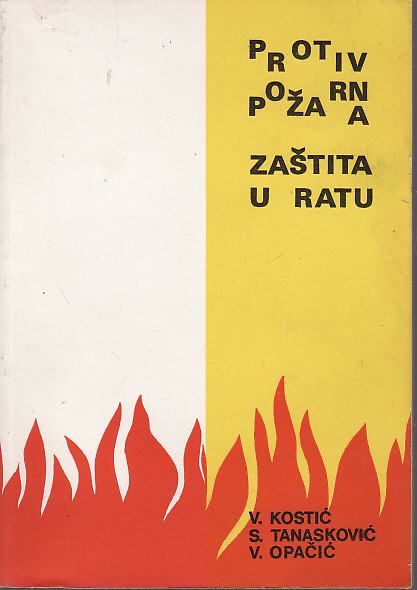 PROTIV
POŽARNA
ZAŠTITA
U RATU
V. KOSTIĆ
S. TANASKOVIĆ
V. OPAČIĆ